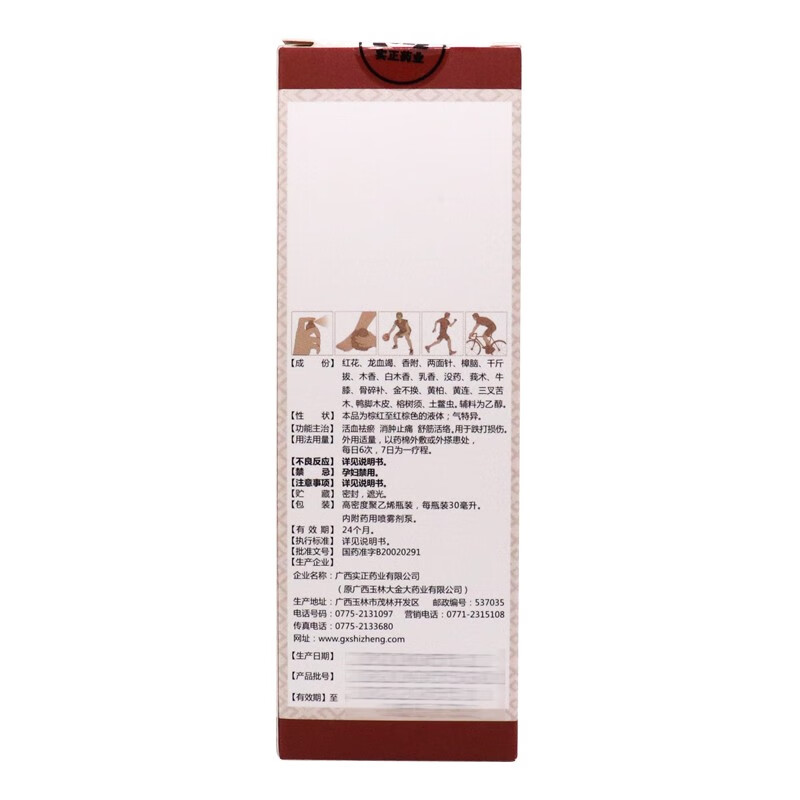 实正药业
【成　份】红花、龙血竭、香附、两面针、樟脑、千斤
拔、木香、白木香、乳香、没药、莪术、牛
膝、骨碎补、金不换、黄柏、黄连、三叉苦
木、鸭脚木皮、榕树须、土鳖虫。辅料为乙醇。
【性　状】本品为棕红至红棕色的液体；气特异。
【功能主治】活血祛瘀 消肿止痛 舒筋活络。用于跌打损伤。
【用法用量】外用适量，以药棉外敷或外搽患处，
每日6次，7日为一疗程。
【不良反应】详见说明书。
【禁　忌】孕妇禁用。
【注意事项】详见说明书。
【贮　藏】密封，遮光。
【包　装】高密度聚乙烯瓶装，每瓶装30毫升。
内附药用喷雾剂泵。
【有 效 期】24个月。
【执行标准】详见说明书。
【批准文号】国药准字B20020291
【生产企业】
企业名称：广西实正药业有限公司
（原广西玉林大金大药业有限公司）
生产地址：广西玉林市茂林开发区　邮政编号：537035
电话号码：0775-2131097　营销电话：0771-2315108
传真电话：0775-2133680
网址：www.gxshizheng.com
【生产日期】
【产品批号】
【有效期】至